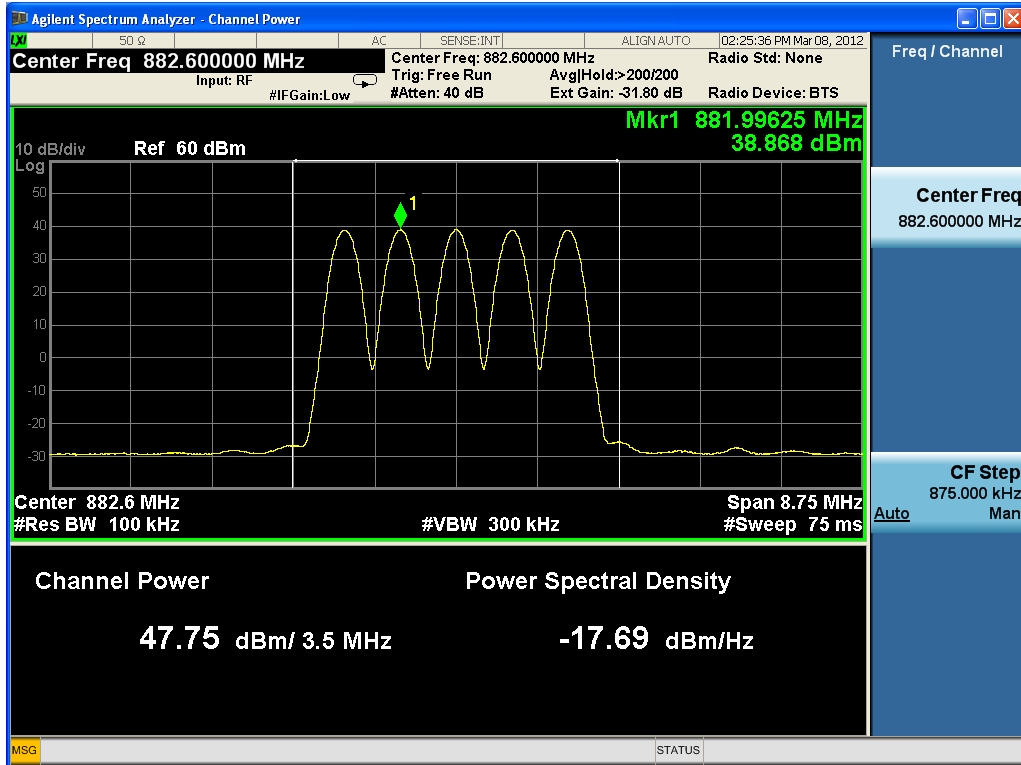 Agilent Spectrum Analyzer - Channel Power
LXI 50 Ω AC SENSE:INT ALIGN AUTO 02:25:36 PM Mar 08, 2012
Center Freq 882.600000 MHz
Input: RF
#IFGain:Low
Center Freq: 882.600000 MHz
Trig: Free Run Avg|Hold:>200/200
#Atten: 40 dB Ext Gain: -31.80 dB
Radio Std: None
Radio Device: BTS
Mkr1 881.99625 MHz
38.868 dBm
10 dB/div Ref 60 dBm
Log
1
50
40
30
20
10
0
-10
-20
-30
Center 882.6 MHz Span 8.75 MHz
#Res BW 100 kHz #VBW 300 kHz #Sweep 75 ms
Channel Power Power Spectral Density
47.75 dBm/ 3.5 MHz -17.69 dBm/Hz
Freq / Channel
Center Freq
882.600000 MHz
CF Step
875.000 kHz
Auto Man
MSG STATUS